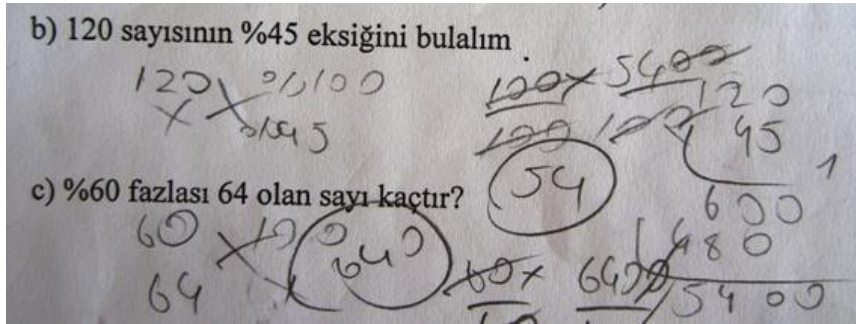 b) 120 sayısının %45 eksiğini bulalım
120 %100
x %45
100x 5400
100 100
54
120
45
600
480
5400
c) %60 fazlası 64 olan sayı kaçtır?
60 100
64 x
640
60x 6400